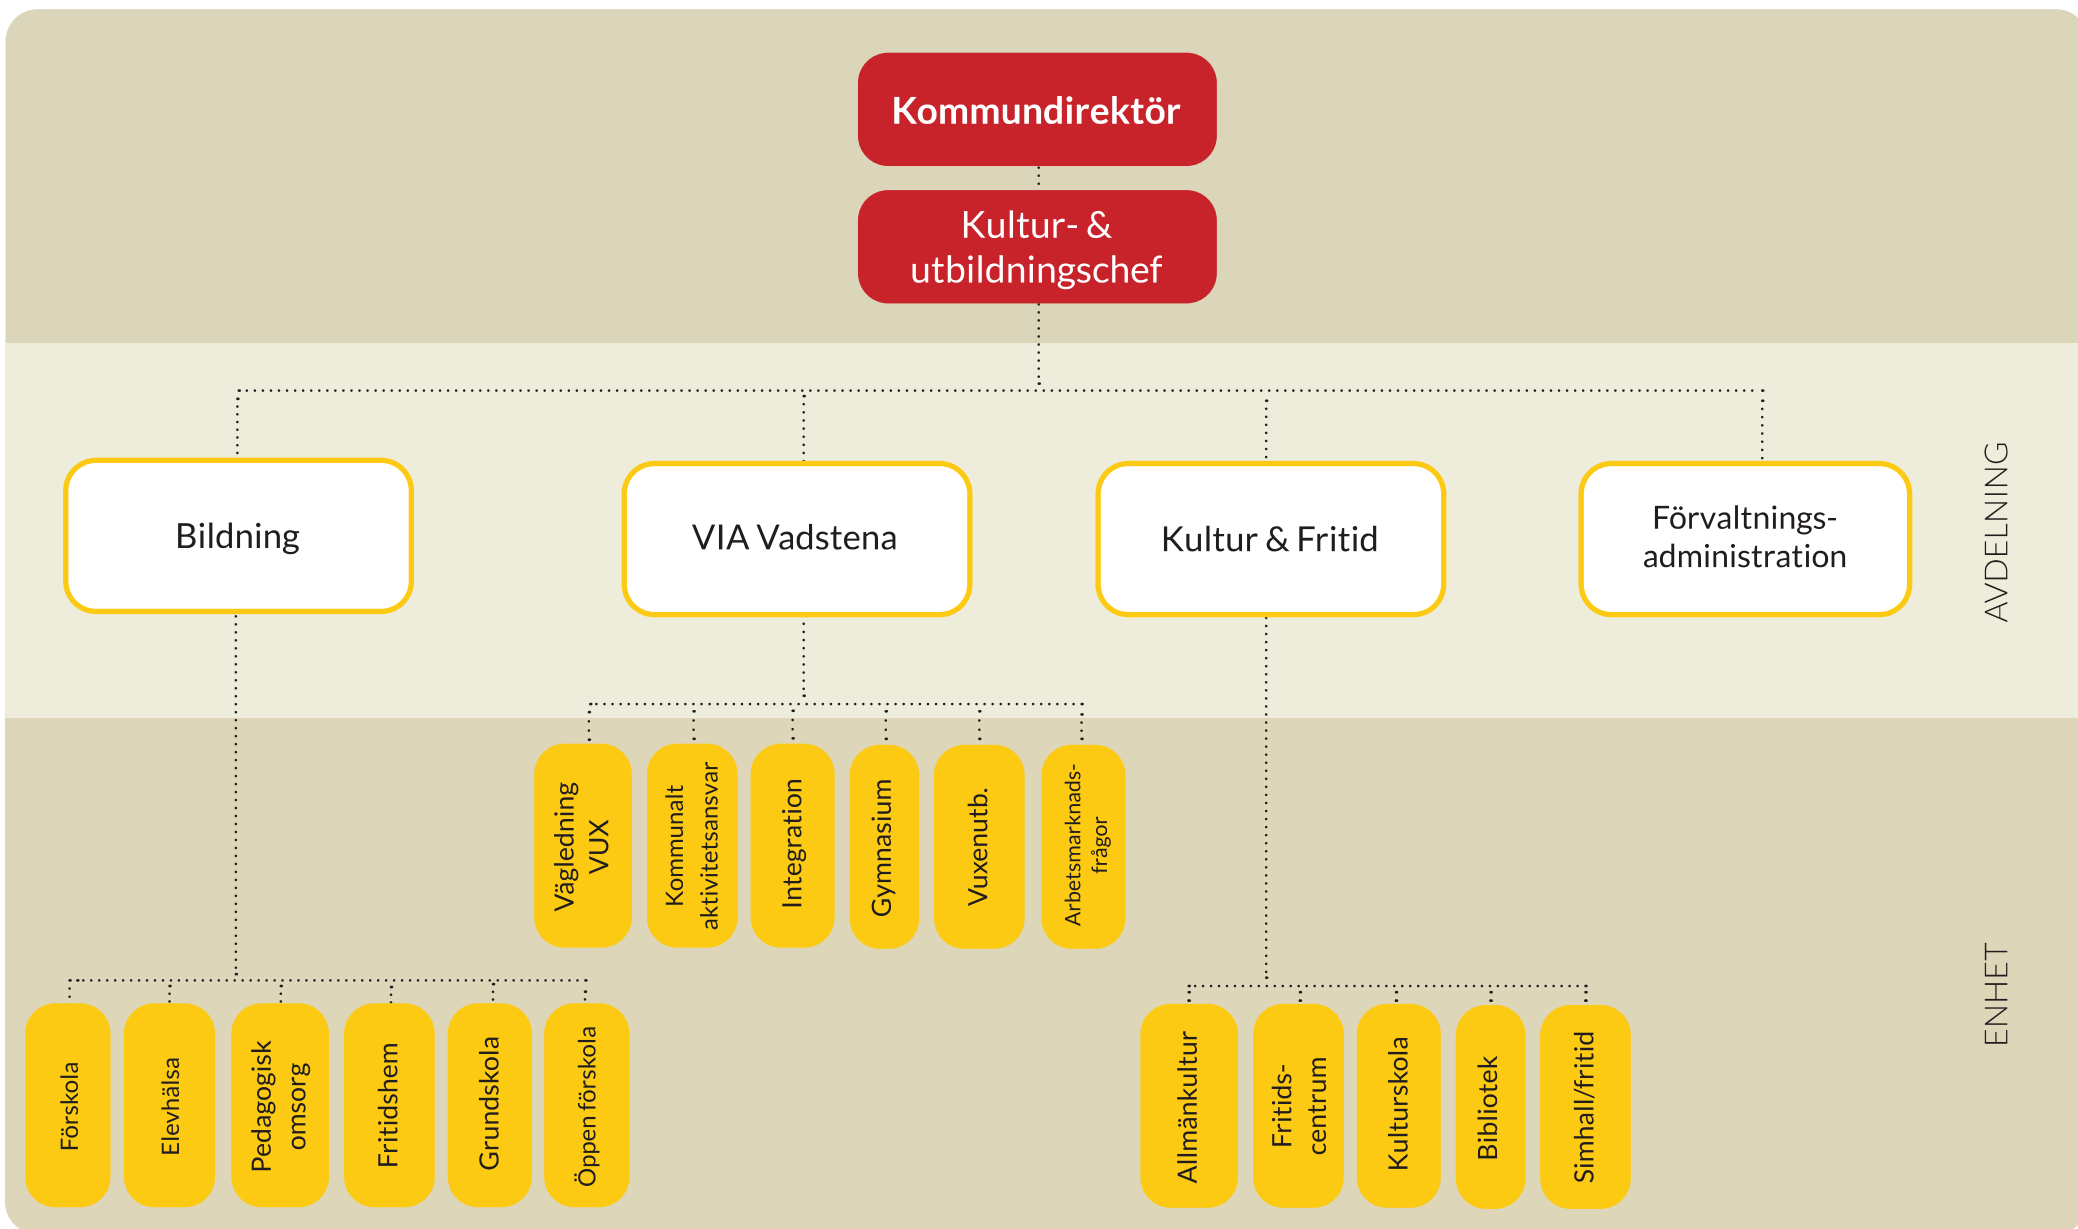 Kommundirektör
Kultur- &
utbildningschef
Bildning
VIA Vadstena
Kultur & Fritid
Förvaltnings-
administration
AVDELNING
Vägledning
VUX
Kommunalt
aktivitetsansvar
Integration
Gymnasium
Vuxenutb.
Arbetsmarknads-
frågor
ENHET
Förskola
Elevhälsa
Pedagogisk
omsorg
Fritidshem
Grundskola
Öppen förskola
Allmänkultur
Fritids-
centrum
Kulturskola
Bibliotek
Simhall/fritid